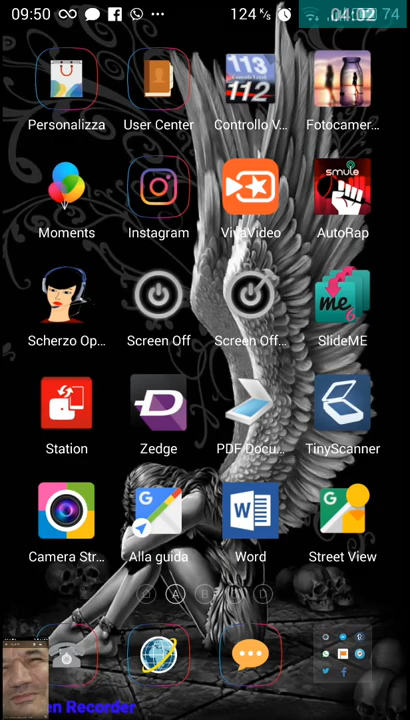 09:50 ... 124 K/s 04:02 74
Personalizza User Center Controllo V... Fotocamer...
113
112
Moments Instagram VivaVideo AutoRap
smule
Scherzo Op... Screen Off Screen Off... SlideME
me
Station Zedge PDF Docu... TinyScanner
Camera Str... Alla guida Word Street View
G W G
A B D
en Recorder